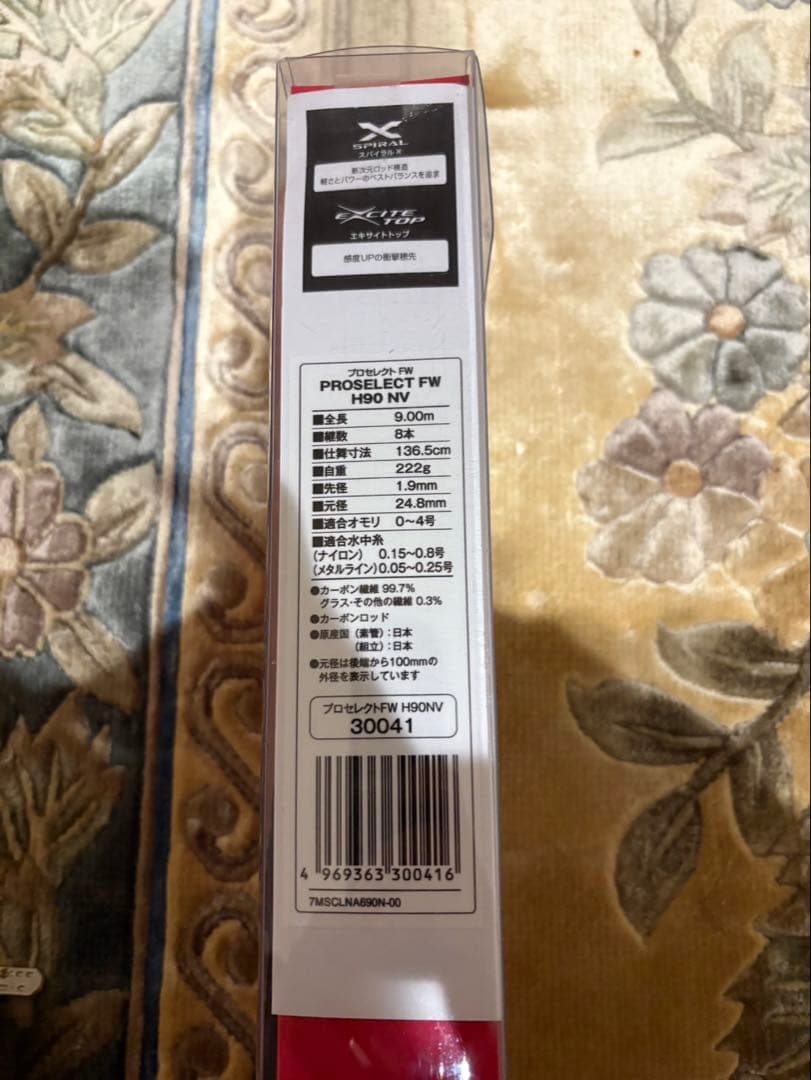 X
SPIRAL
スパイラルX
新次元ロッド構造
軽さとパワーのベストバランスを追求
EXCITE
TOP
エキサイトトップ
感度UPの衝撃穂先
プロセレクト FW
PROSELECT FW
H90 NV
■全長 9.00m
■継数 8本
■仕舞寸法 136.5cm
■自重 222g
■先径 1.9mm
■元径 24.8mm
■適合オモリ 0〜4号
■適合水中糸
(ナイロン) 0.15〜0.8号
(メタルライン)0.05〜0.25号
●カーボン繊維 99.7%
グラス・その他の繊維 0.3%
●カーボンロッド
●原産国 (素管):日本
(組立):日本
●元径は後端から100mmの
外径を表示しています
プロセレクトFW H90NV
30041
4 969363 300416
7MSCLNA690N-00